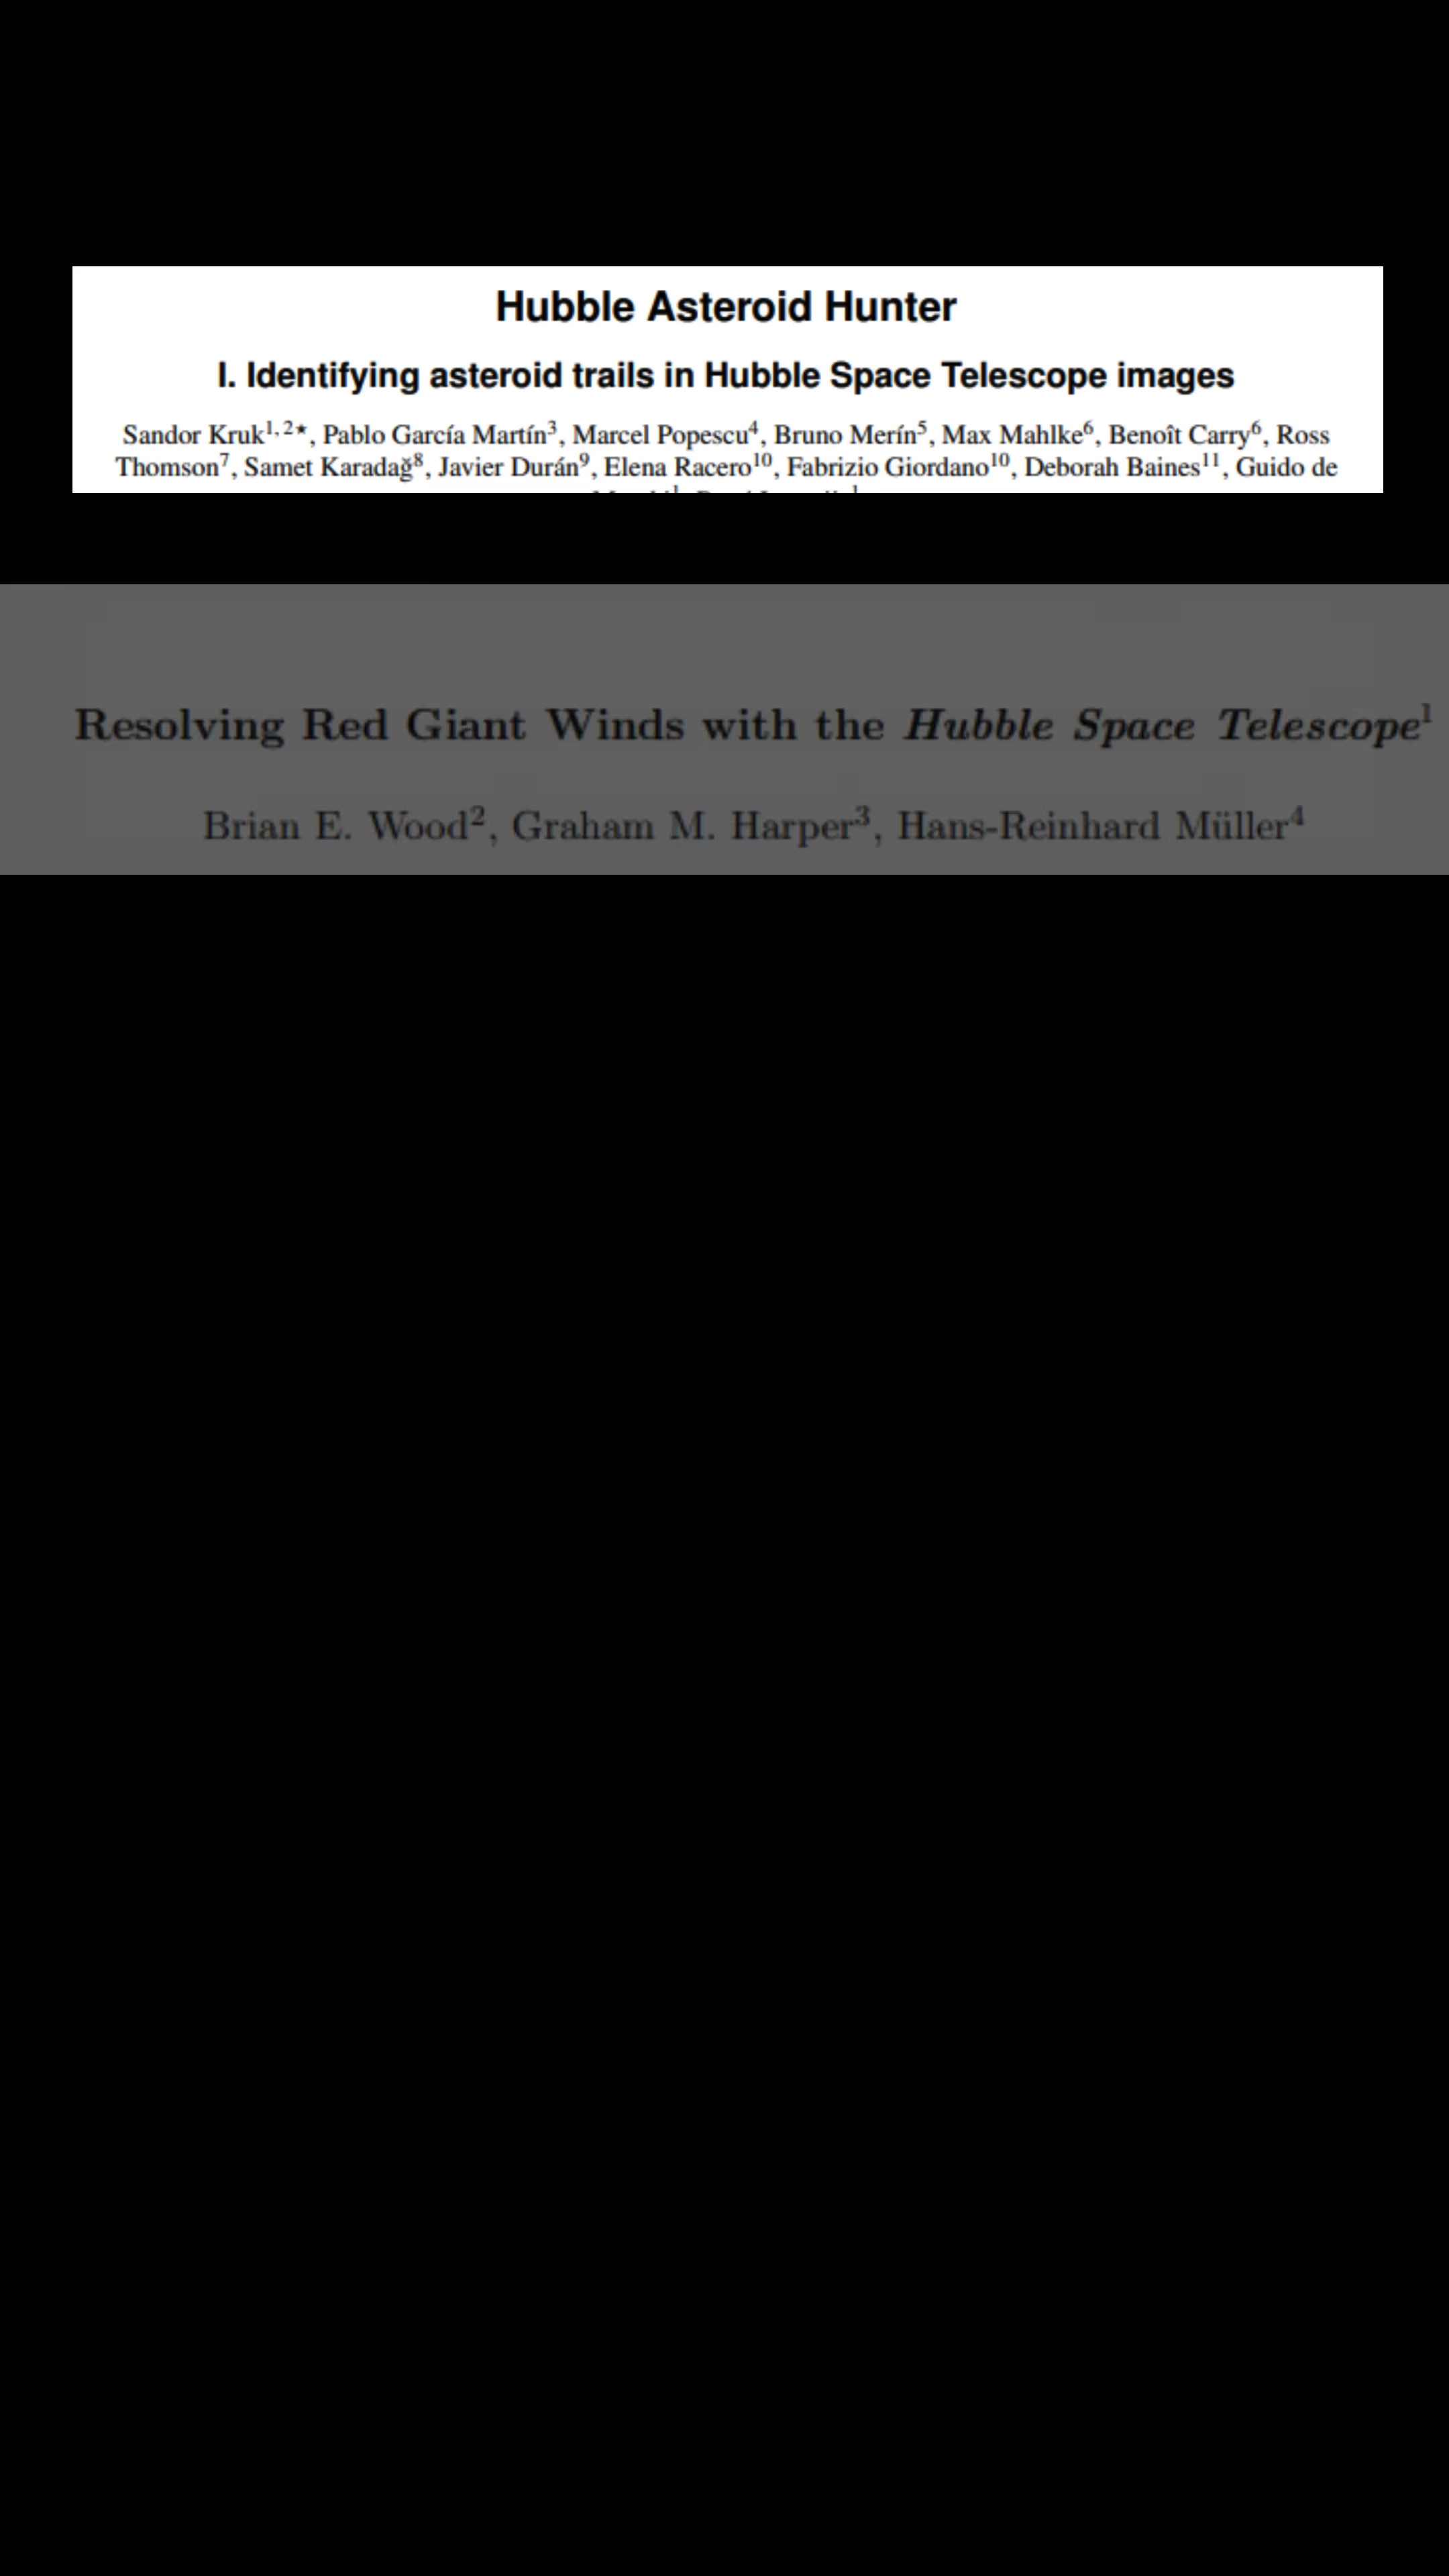 Hubble Asteroid Hunter
I. Identifying asteroid trails in Hubble Space Telescope images
Sandor Kruk1,2★, Pablo García Martín3, Marcel Popescu4, Bruno Merín5, Max Mahlke6, Benoît Carry6, Ross
Thomson7, Samet Karadağ8, Javier Durán9, Elena Racero10, Fabrizio Giordano10, Deborah Baines11, Guido de
Resolving Red Giant Winds with the Hubble Space Telescope1
Brian E. Wood2, Graham M. Harper3, Hans-Reinhard Müller4